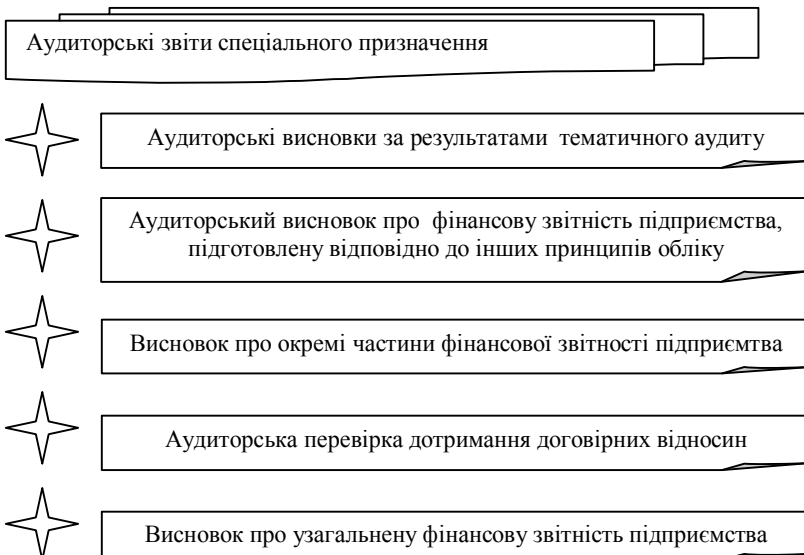 Аудиторські звіти спеціального призначення
Аудиторські висновки за результатами тематичного аудиту
Аудиторський висновок про фінансову звітність підприємства,
підготовлену відповідно до інших принципів обліку
Висновок про окремі частини фінансової звітності підприємтва
Аудиторська перевірка дотримання договірних відносин
Висновок про узагальнену фінансову звітність підприємства